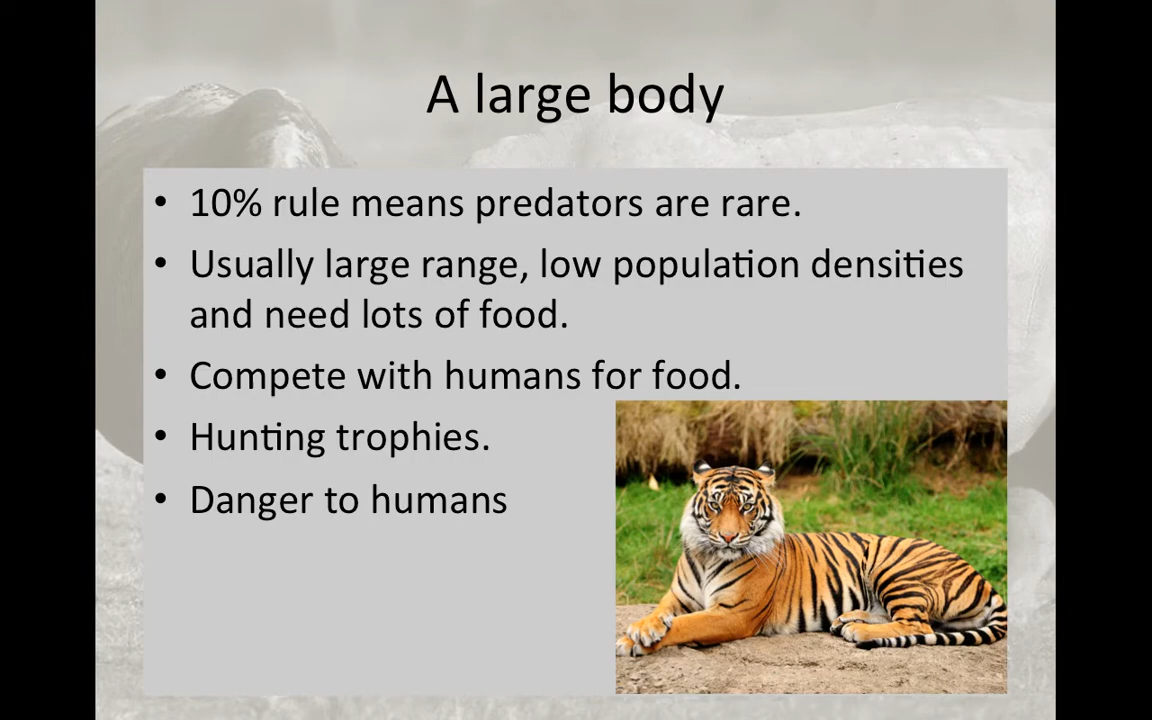 A large body
• 10% rule means predators are rare.
• Usually large range, low population densities
and need lots of food.
• Compete with humans for food.
• Hunting trophies.
• Danger to humans